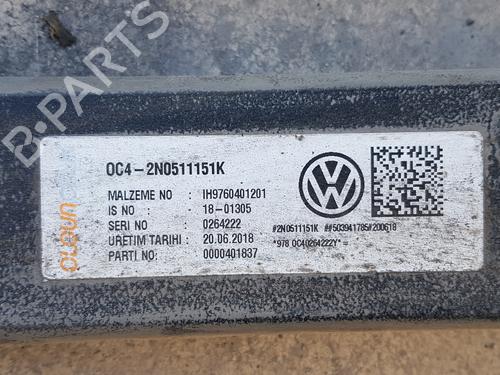 B-PARTS
OC4-2N0511151K
MALZEME NO : IH9760401201
IS NO : 18-01305
SERI NO : 0264222
URETIM TARIHI : 20.06.2018
PARTI NO : 0000401837
#2N0511151K ##503941785#200618
*978 OC40264222Y* =